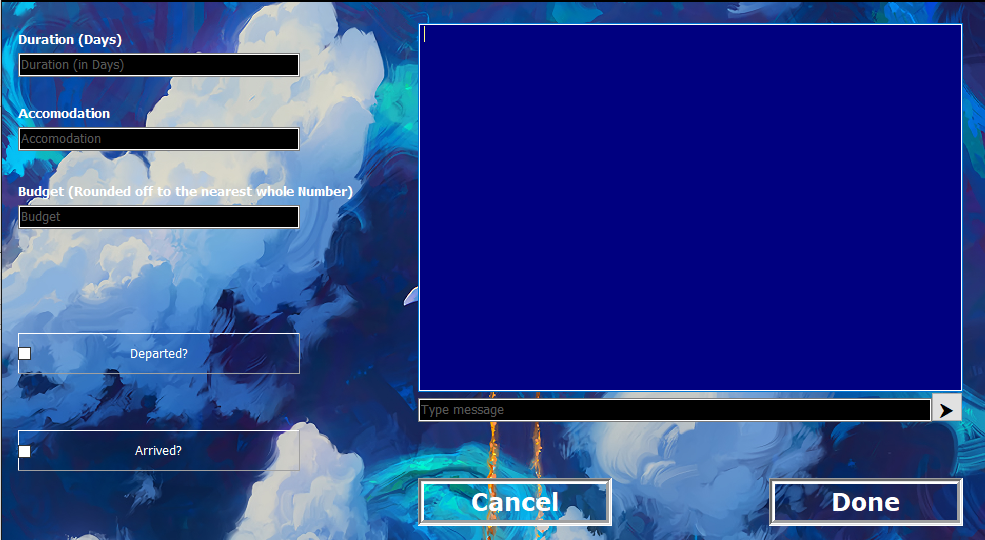 Duration (Days)
Duration (in Days)
Accomodation
Accomodation
Budget (Rounded off to the nearest whole Number)
Budget
Departed?
Arrived?
Type message
Cancel
Done